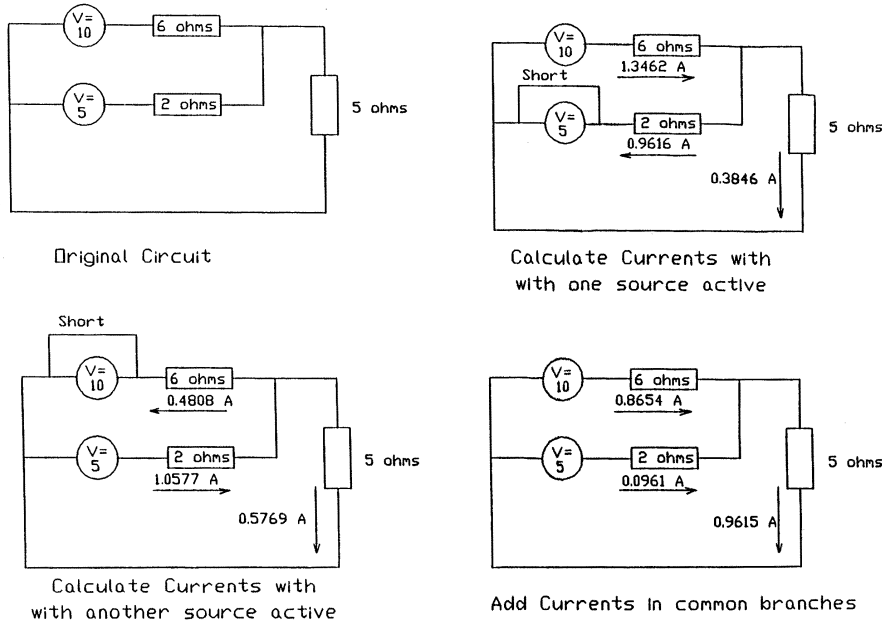 V=
10
6 ohms
V=
5
2 ohms
5 ohms
Original Circuit
V=
10
6 ohms
1.3462 A
Short
V=
5
2 ohms
0.9616 A
5 ohms
0.3846 A
Calculate Currents with
with one source active
Short
V=
10
6 ohms
0.4808 A
V=
5
2 ohms
1.0577 A
5 ohms
0.5769 A
Calculate Currents with
with another source active
V=
10
6 ohms
0.8654 A
V=
5
2 ohms
0.0961 A
5 ohms
0.9615 A
Add Currents in common branches